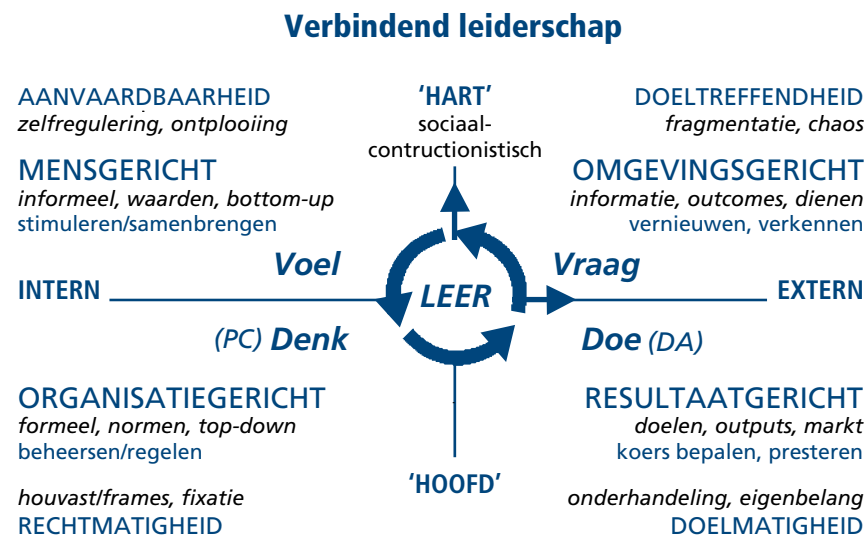 Verbindend leiderschap
AANVAARDBAARHEID
zelfregulering, ontplooiing
MENSGERICHT
informeel, waarden, bottom-up
stimuleren/samenbrengen
'HART'
sociaal-
contructionistisch
DOELTREFFENDHEID
fragmentatie, chaos
OMGEVINGSGERICHT
informatie, outcomes, dienen
vernieuwen, verkennen
Voel
Vraag
INTERN
LEER
EXTERN
(PC) Denk
Doe (DA)
ORGANISATIEGERICHT
formeel, normen, top-down
beheersen/regelen
houvast/frames, fixatie
RECHTMATIGHEID
'HOOFD'
RESULTAATGERICHT
doelen, outputs, markt
koers bepalen, presteren
onderhandeling, eigenbelang
DOELMATIGHEID